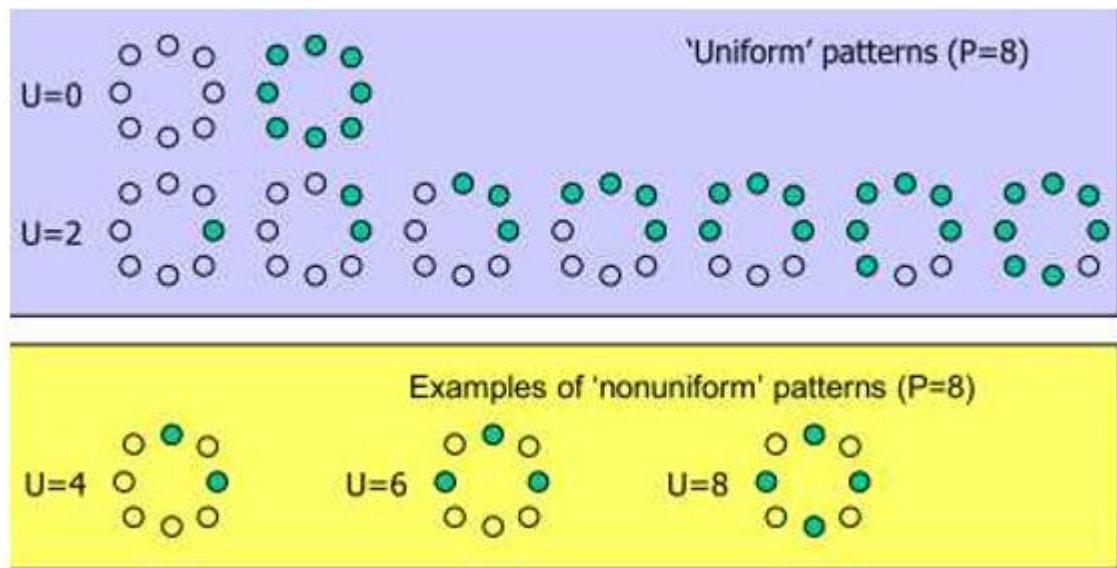 ‘Uniform’ patterns (P=8)
U=0
U=2
Examples of ‘nonuniform’ patterns (P=8)
U=4 U=6 U=8